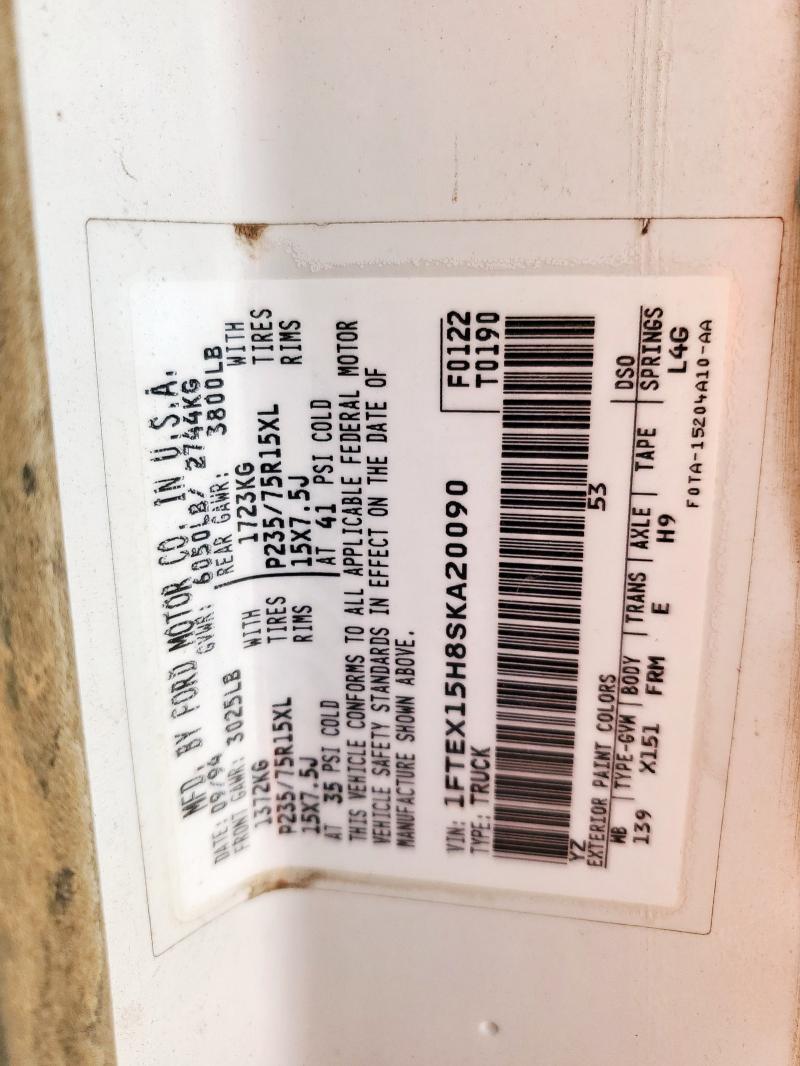 MFD. BY FORD MOTOR CO. IN U.S.A.
DATE: 09/94 GVWR: 6050LB/ 2744KG
FRONT GAWR: 3025LB REAR GAWR: 3800LB
1372KG WITH 1723KG WITH
P235/75R15XL TIRES P235/75R15XL TIRES
15X7.5J RIMS 15X7.5J RIMS
AT 35 PSI COLD AT 41 PSI COLD
THIS VEHICLE CONFORMS TO ALL APPLICABLE FEDERAL MOTOR
VEHICLE SAFETY STANDARDS IN EFFECT ON THE DATE OF
MANUFACTURE SHOWN ABOVE.
VIN: 1FTEX15H8SKA20090 F0122
TYPE: TRUCK T0190
YZ 53
EXTERIOR PAINT COLORS DSO
WB TYPE-GVW BODY TRANS AXLE TAPE SPRINGS
139 X151 FRM E H9 L4G
F0TA-15204A10-AA